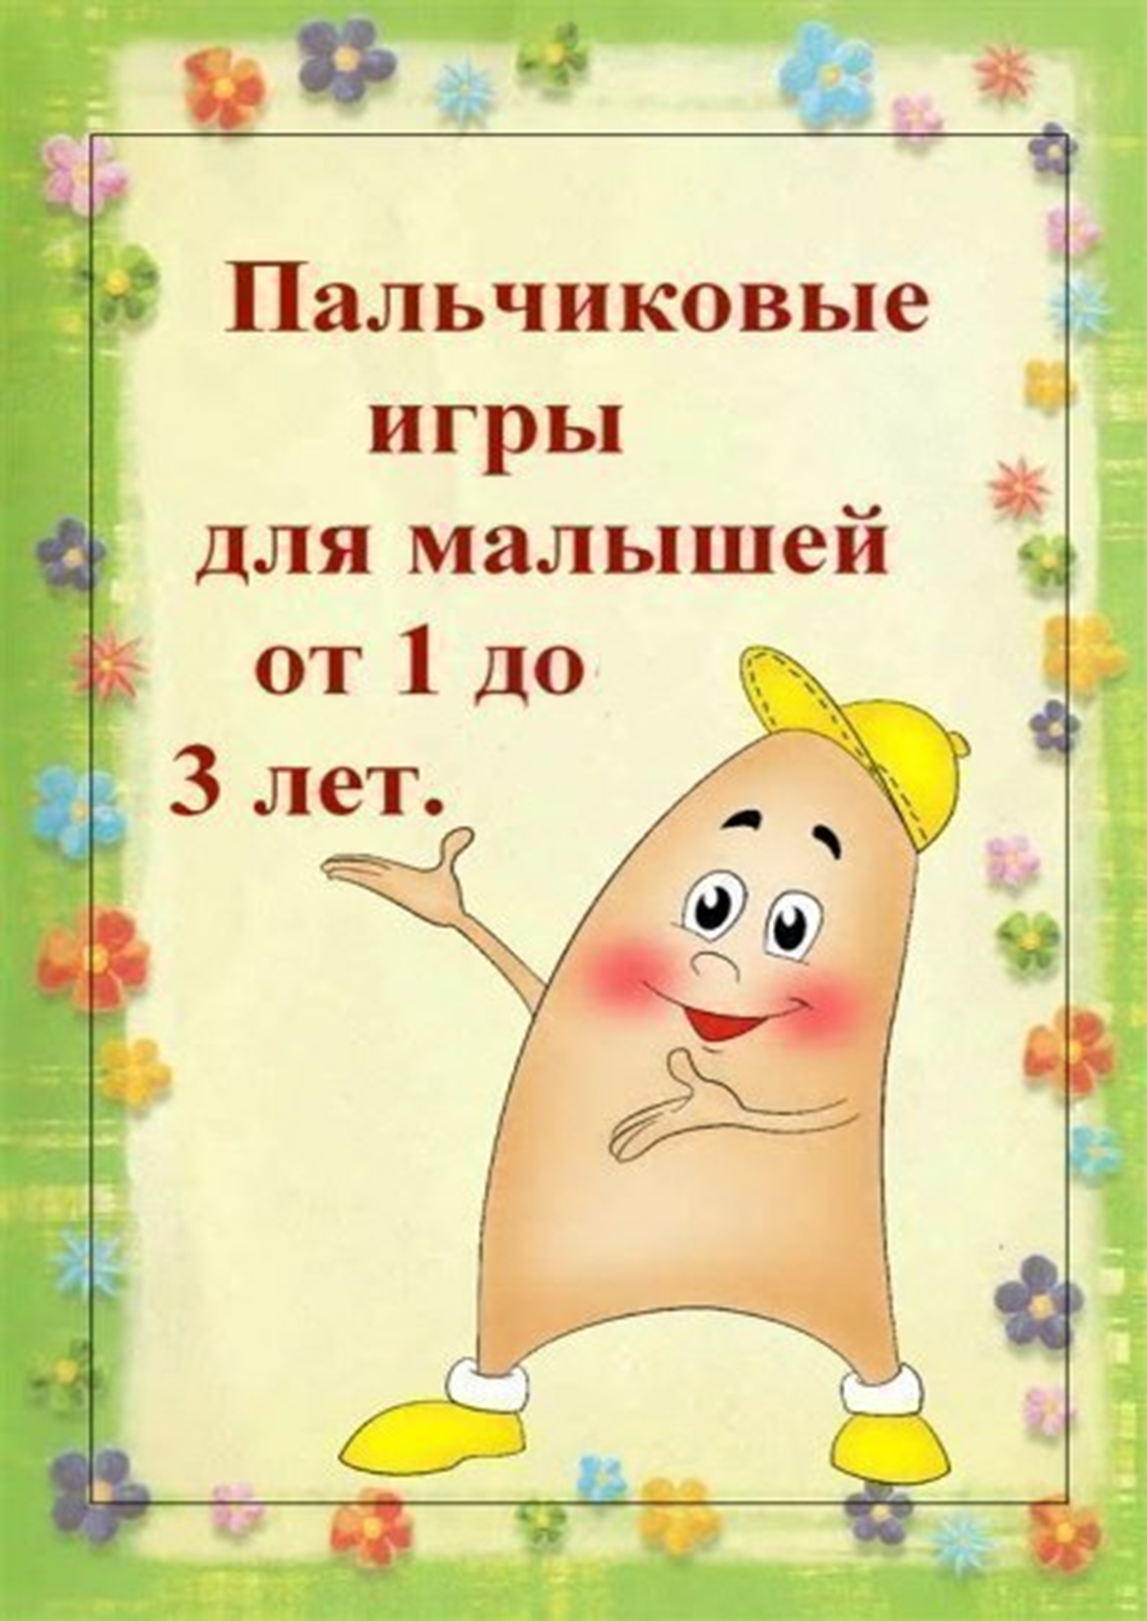 Пальчиковые
игры
для малышей
от 1 до
3 лет.